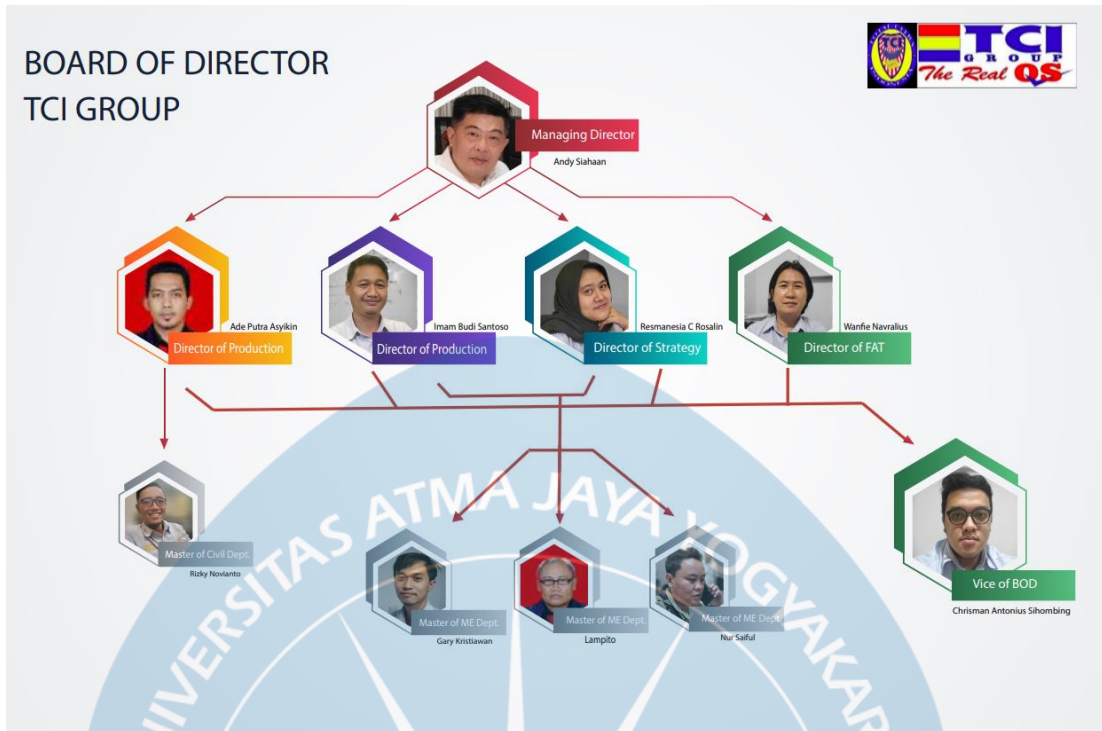 BOARD OF DIRECTOR
TCI GROUP
TCI
TCI
GROUP
The Real QS
Managing Director
Andy Siahaan
Ade Putra Asyikin
Director of Production
Imam Budi Santoso
Director of Production
Resmanesia C Rosalin
Director of Strategy
Wanfie Navralius
Director of FAT
Master of Civil Dept.
Rizky Novianto
Master of ME Dept.
Gary Kristiawan
Master of ME Dept.
Lampito
Master of ME Dept.
Nur Saiful
Vice of BOD
Chrisman Antonius Sihombing
UNIVERSITAS ATMA JAYA YOGYAKAR